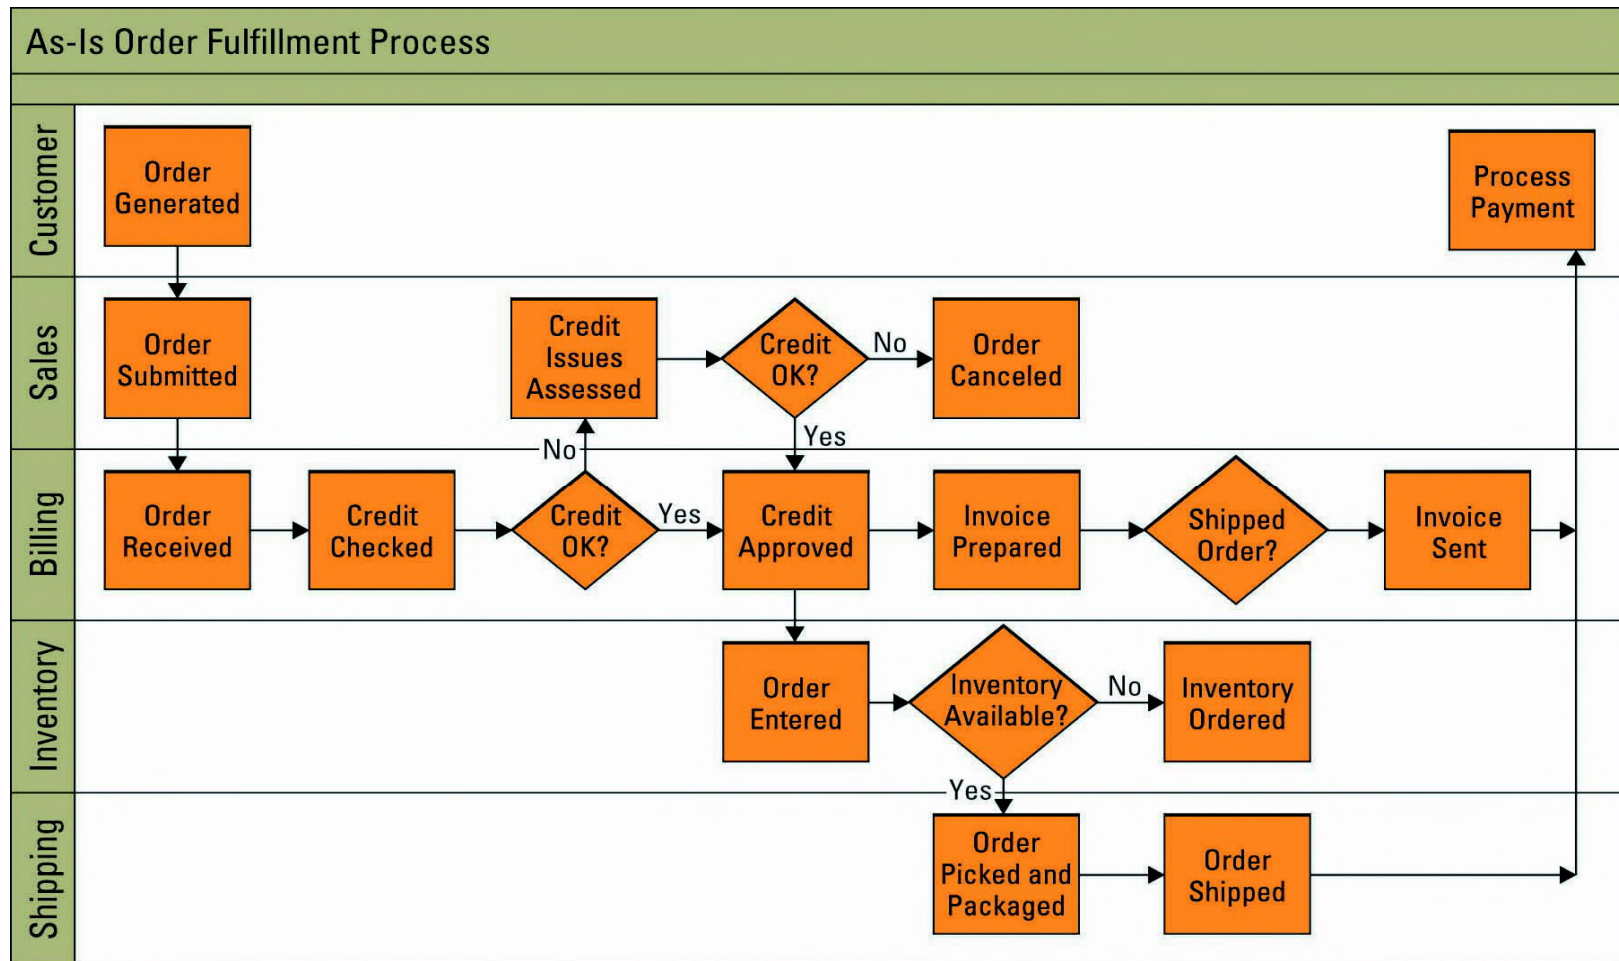 As-Is Order Fulfillment Process
Customer
Order
Generated
Process
Payment
Sales
Order
Submitted
Credit
Issues
Assessed
Credit
OK?
No
Order
Canceled
Yes
No
Billing
Order
Received
Credit
Checked
Credit
OK?
Yes
Credit
Approved
Invoice
Prepared
Shipped
Order?
Invoice
Sent
Inventory
Order
Entered
Inventory
Available?
No
Inventory
Ordered
Yes
Shipping
Order
Picked and
Packaged
Order
Shipped